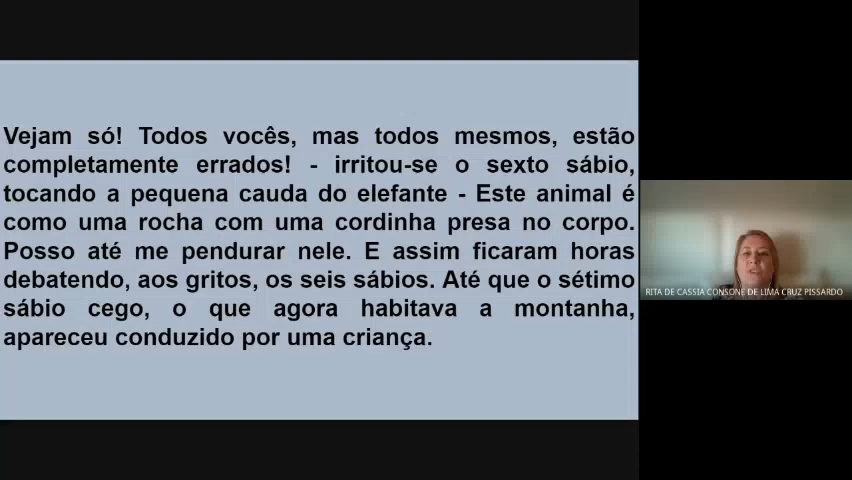 Vejam só! Todos vocês, mas todos mesmos, estão
completamente errados! - irritou-se o sexto sábio,
tocando a pequena cauda do elefante - Este animal é
como uma rocha com uma cordinha presa no corpo.
Posso até me pendurar nele. E assim ficaram horas
debatendo, aos gritos, os seis sábios. Até que o sétimo
sábio cego, o que agora habitava a montanha,
apareceu conduzido por uma criança.
RITA DE CASSIA CONSONE DE LIMA CRUZ PISSARDO